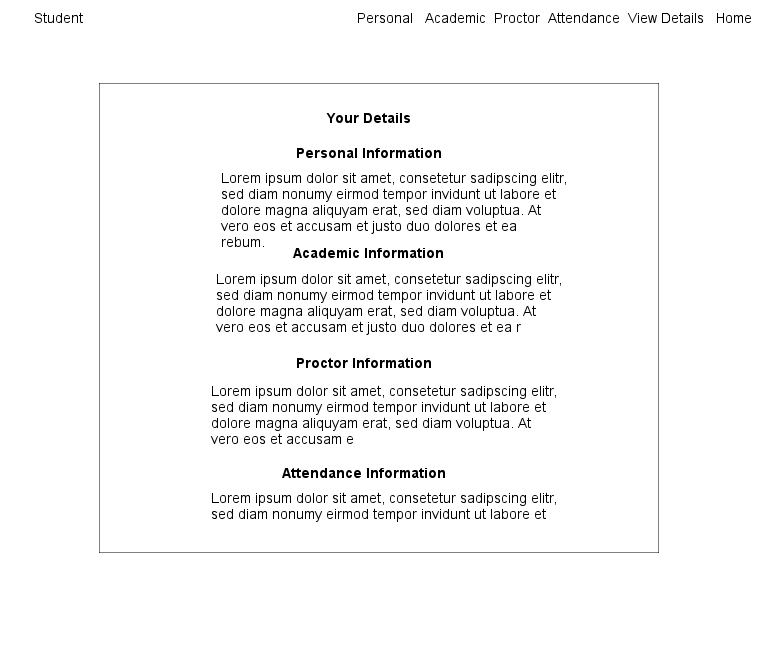 Student Personal Academic Proctor Attendance View Details Home
Your Details
Personal Information
Lorem ipsum dolor sit amet, consetetur sadipscing elitr,
sed diam nonumy eirmod tempor invidunt ut labore et
dolore magna aliquyam erat, sed diam voluptua. At
vero eos et accusam et justo duo dolores et ea
rebum.
Academic Information
Lorem ipsum dolor sit amet, consetetur sadipscing elitr,
sed diam nonumy eirmod tempor invidunt ut labore et
dolore magna aliquyam erat, sed diam voluptua. At
vero eos et accusam et justo duo dolores et ea r
Proctor Information
Lorem ipsum dolor sit amet, consetetur sadipscing elitr,
sed diam nonumy eirmod tempor invidunt ut labore et
dolore magna aliquyam erat, sed diam voluptua. At
vero eos et accusam e
Attendance Information
Lorem ipsum dolor sit amet, consetetur sadipscing elitr,
sed diam nonumy eirmod tempor invidunt ut labore et